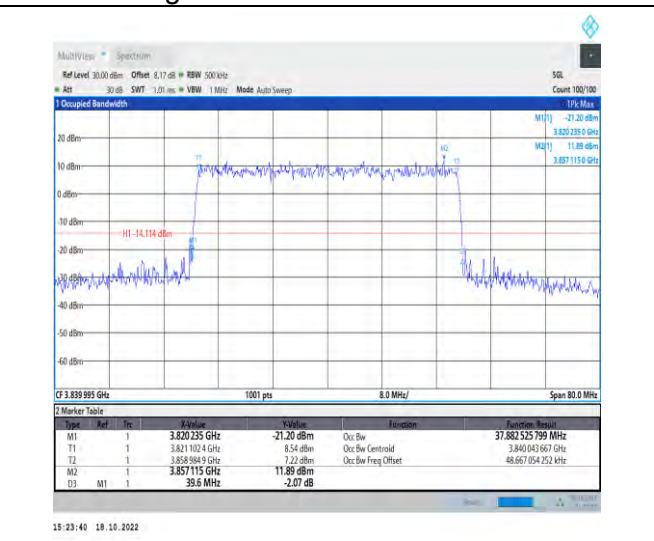 MultiView Spectrum
Ref Level 30.00 dBm Offset 8.17 dB RBW 500 kHz SGL
Att 30 dB SWT 1.01 ms VBW 1 MHz Mode Auto Sweep Count 100/100
1 Occupied Bandwidth 1Pk Max
M1[1] -21.20 dBm
3.820 235 0 GHz
M2[1] 11.89 dBm
3.857 115 0 GHz
M2
T1
T2
20 dBm
10 dBm
0 dBm
-10 dBm
H1 -14.114 dBm
M1
-20 dBm
-30 dBm
-40 dBm
-50 dBm
-60 dBm
CF 3.839 995 GHz 1001 pts 8.0 MHz/ Span 80.0 MHz
2 Marker Table
Type Ref Trc X-Value Y-Value Function Function Result
M1 1 3.820 235 GHz -21.20 dBm Occ Bw 37.882 525 799 MHz
T1 1 3.821 102 4 GHz 8.54 dBm Occ Bw Centroid 3.840 043 667 GHz
T2 1 3.858 984 9 GHz 7.22 dBm Occ Bw Freq Offset 48.667 054 252 kHz
M2 1 3.857 115 GHz 11.89 dBm
D3 M1 1 39.6 MHz -2.07 dB
15:23:40 18.10.2022